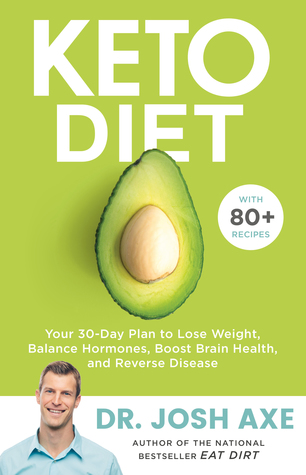 KETO
DIET
WITH
80+
RECIPES
Your 30-Day Plan to Lose Weight,
Balance Hormones, Boost Brain Health,
and Reverse Disease
DR. JOSH AXE
AUTHOR OF THE NATIONAL
BESTSELLER EAT DIRT